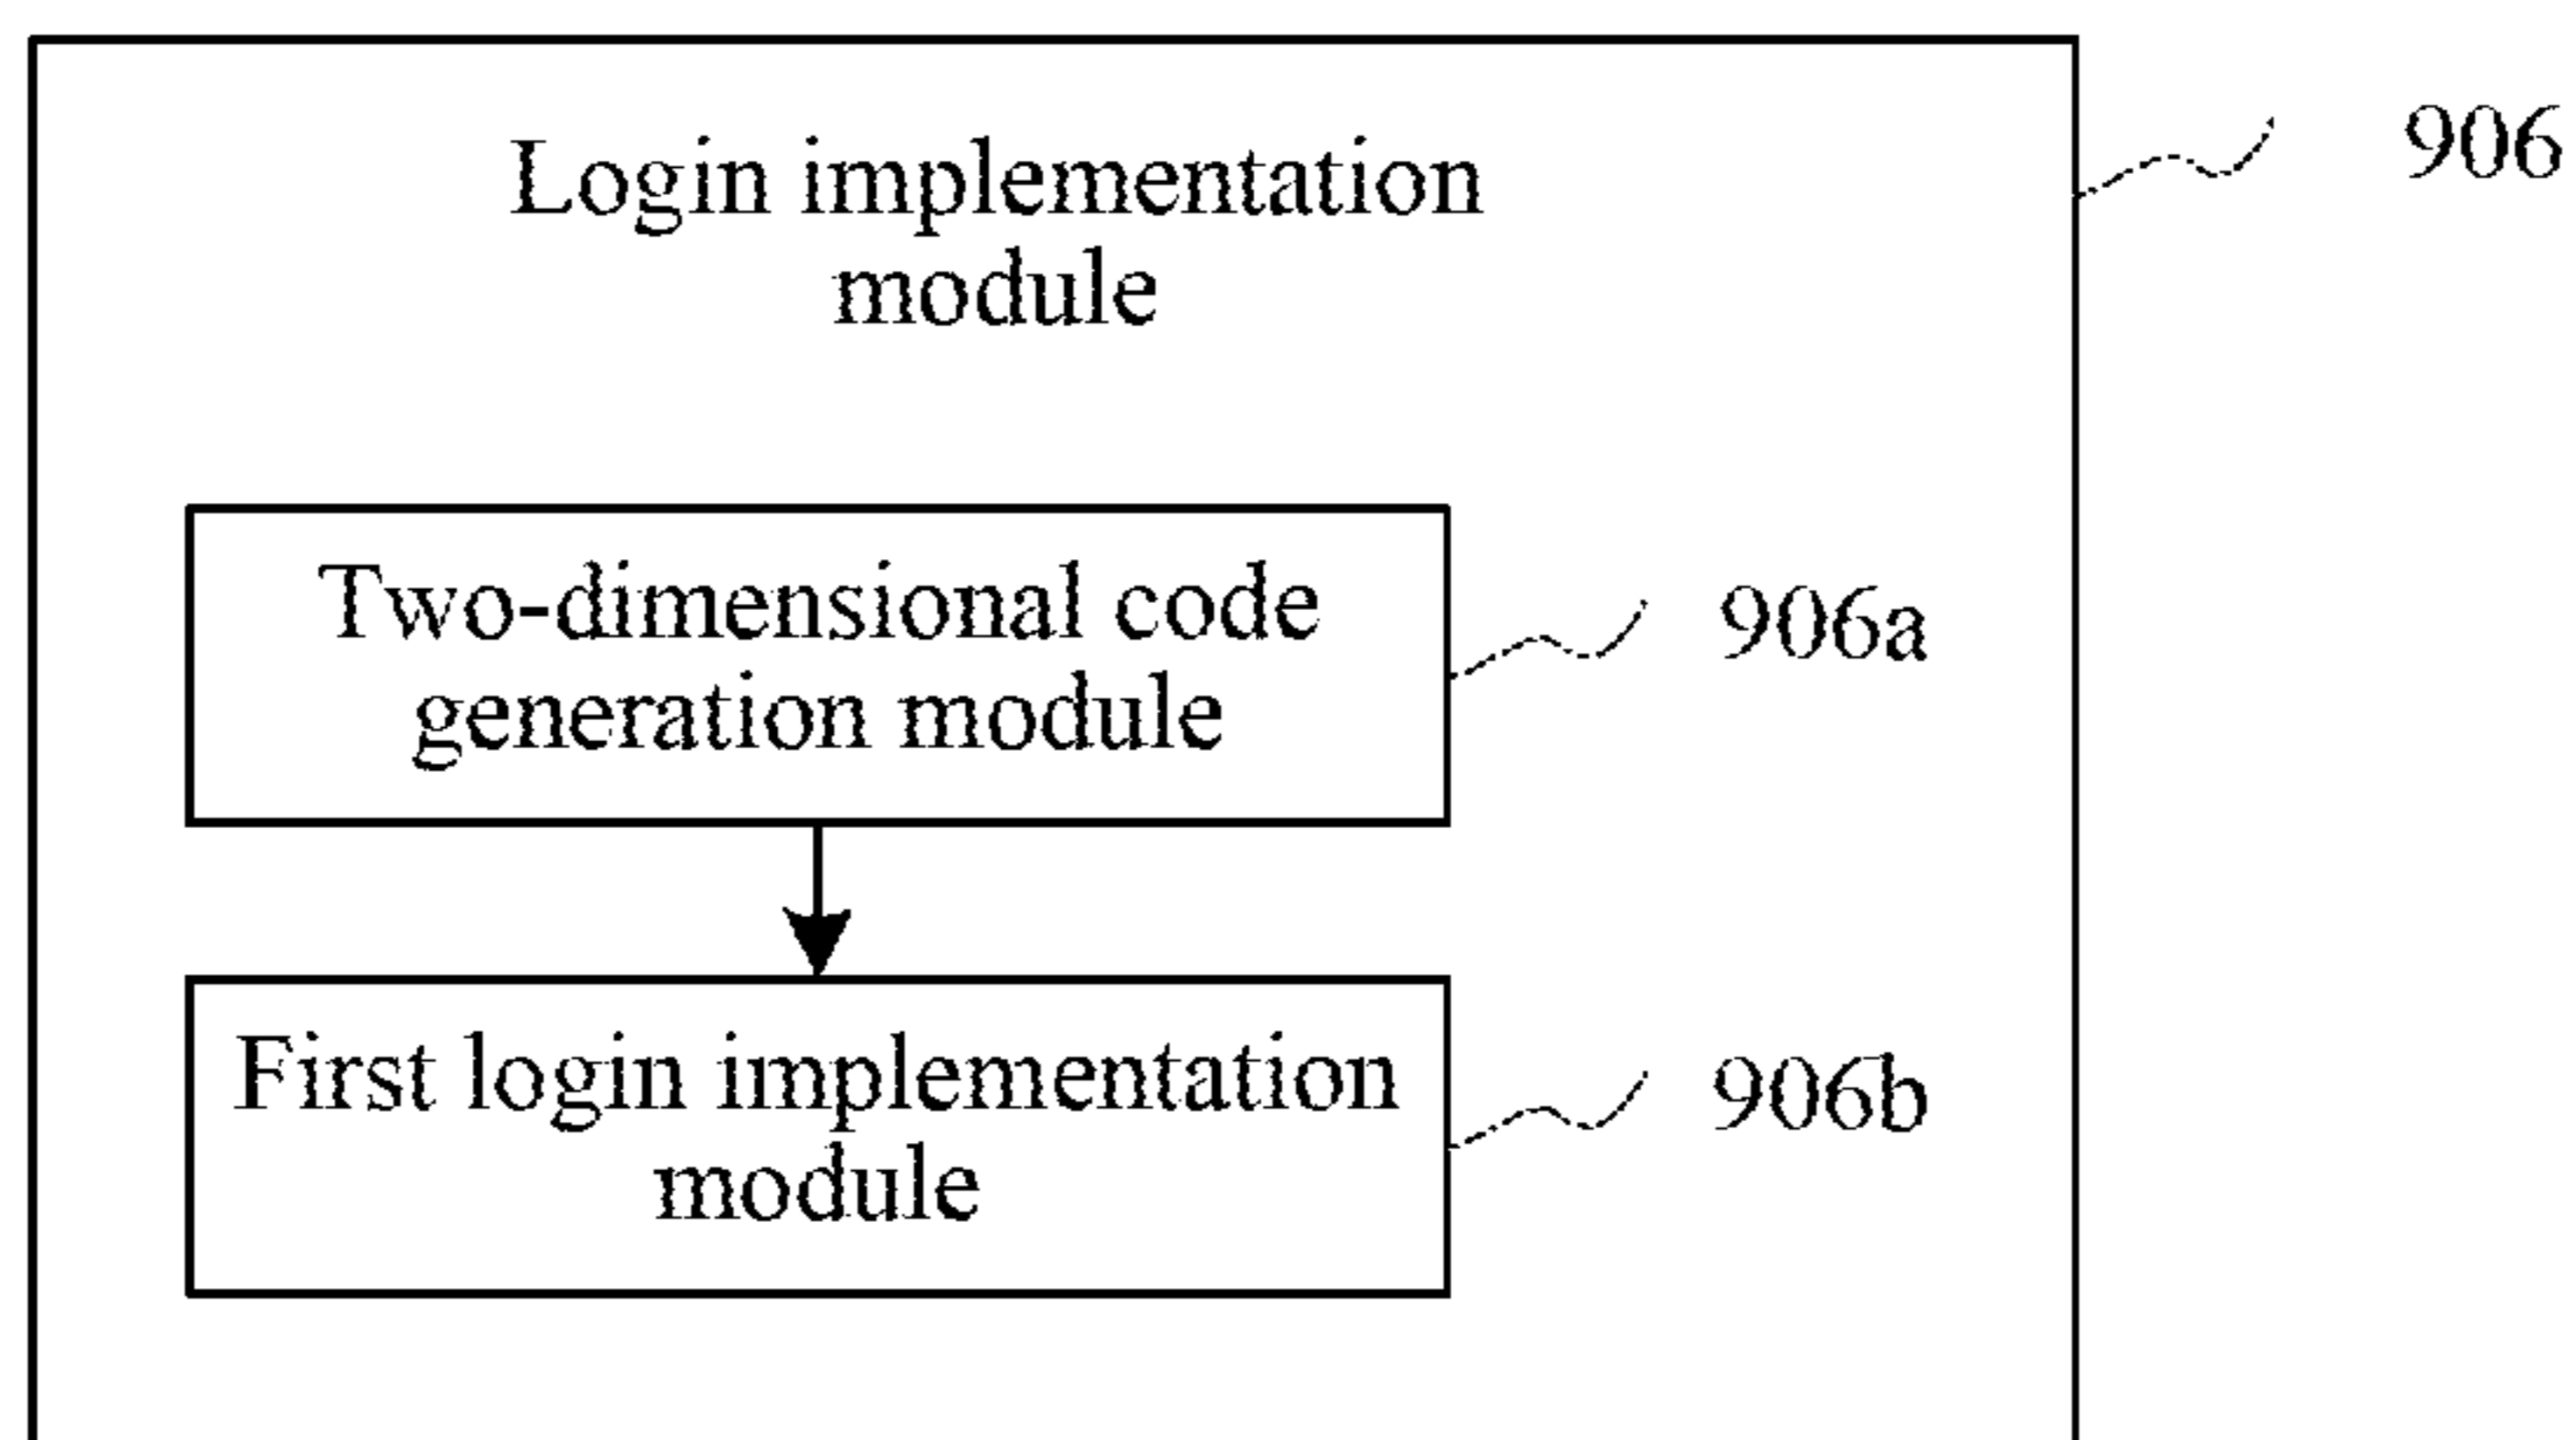 Login implementation
module
906
Two-dimensional code
generation module
906a
First login implementation
module
906b